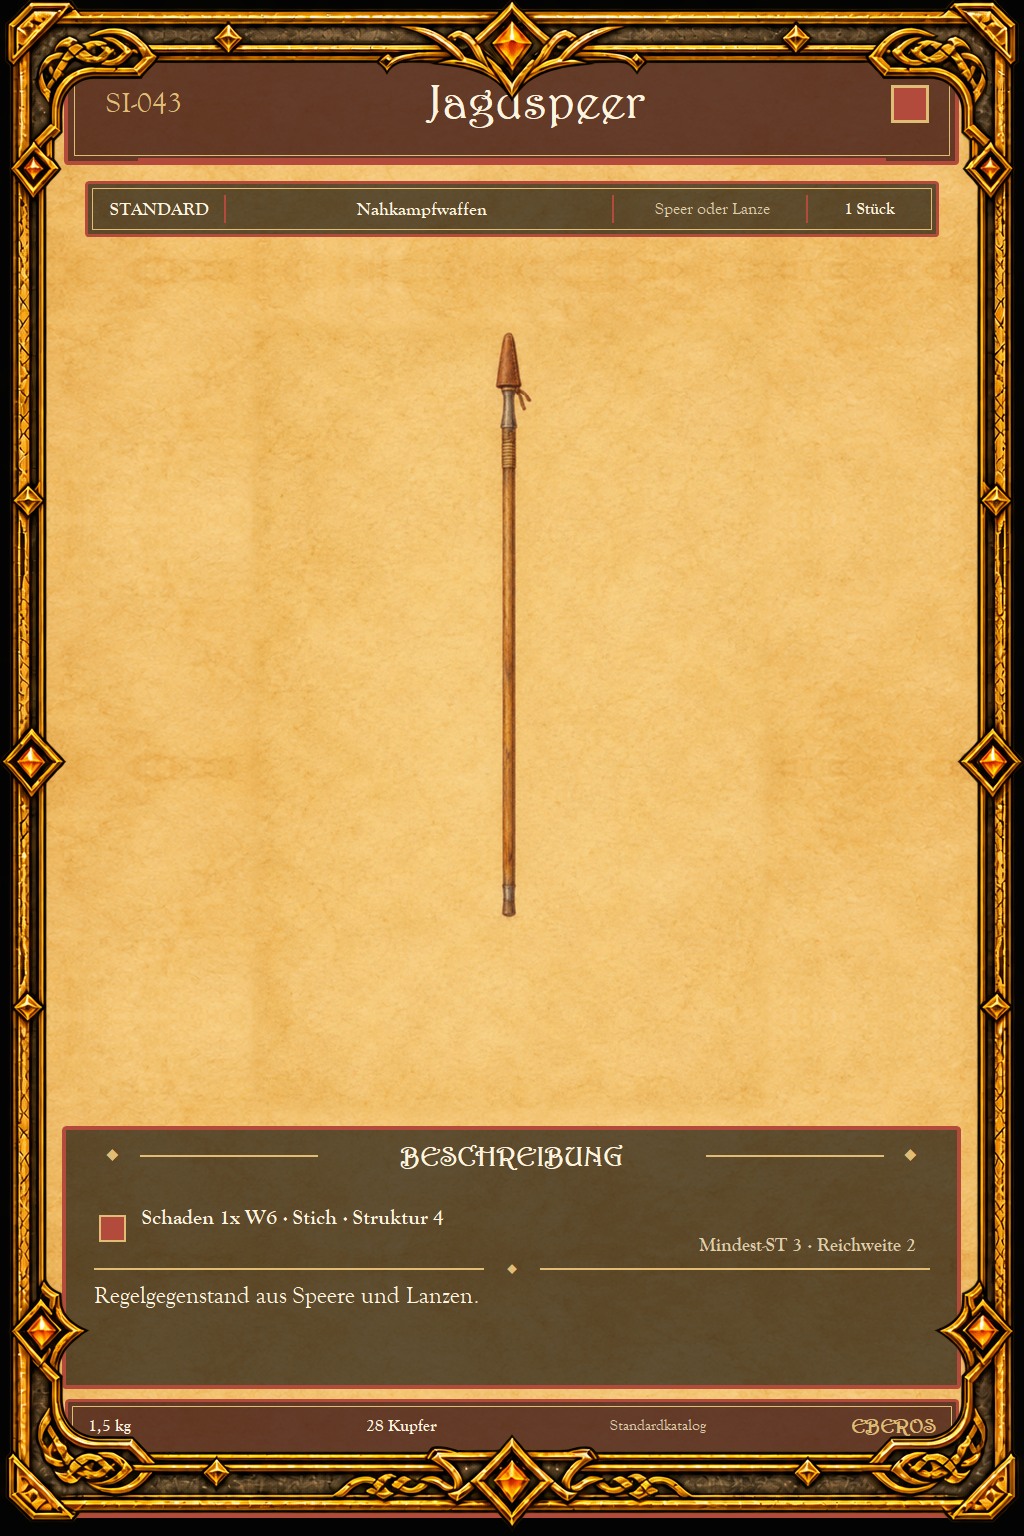 SI-043
Jagdspeer
STANDARD
Nahkampfwaffen
Speer oder Lanze
1 Stück
BESCHREIBUNG
Schaden 1x W6 · Stich · Struktur 4
Mindest-ST 3 · Reichweite 2
Regelgegenstand aus Speere und Lanzen.
1,5 kg
28 Kupfer
Standardkatalog
EBEROS